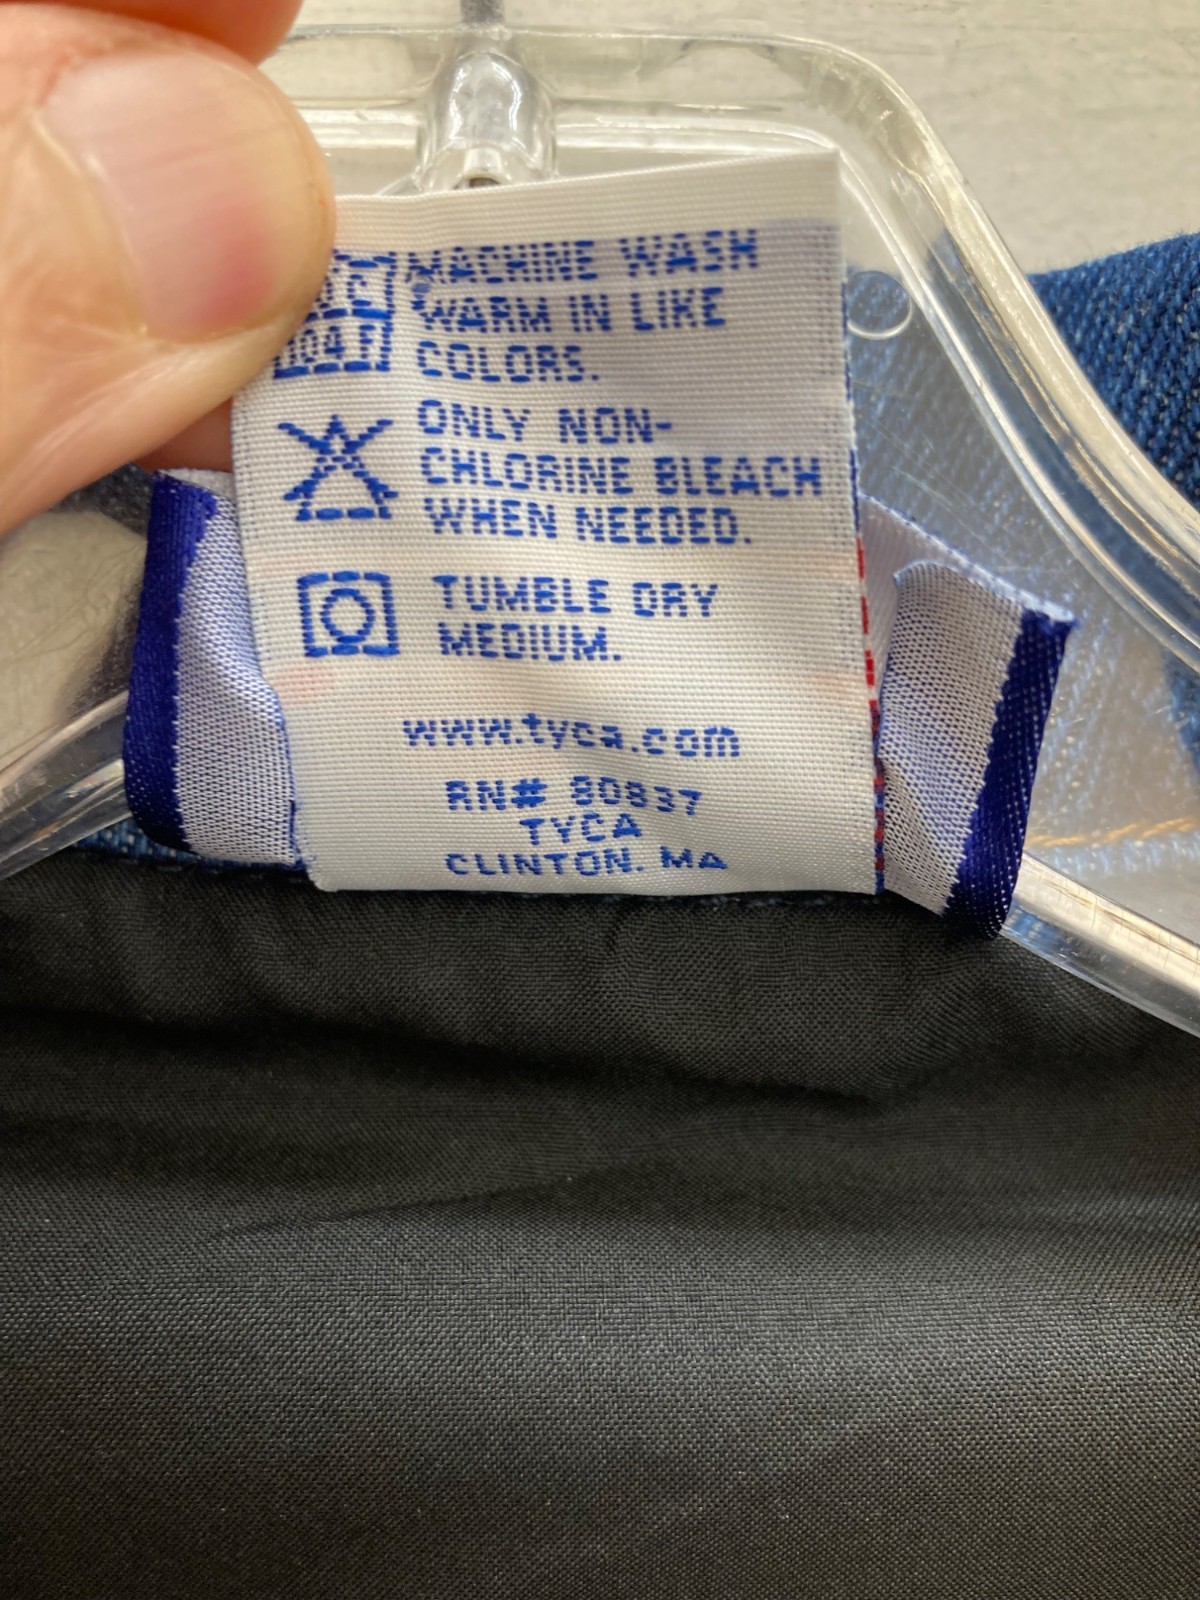 MACHINE WASH
WARM IN LIKE
COLORS.
104 F
ONLY NON-
CHLORINE BLEACH
WHEN NEEDED.
TUMBLE DRY
MEDIUM.
www.tyca.com
RN# 80837
TYCA
CLINTON, MA